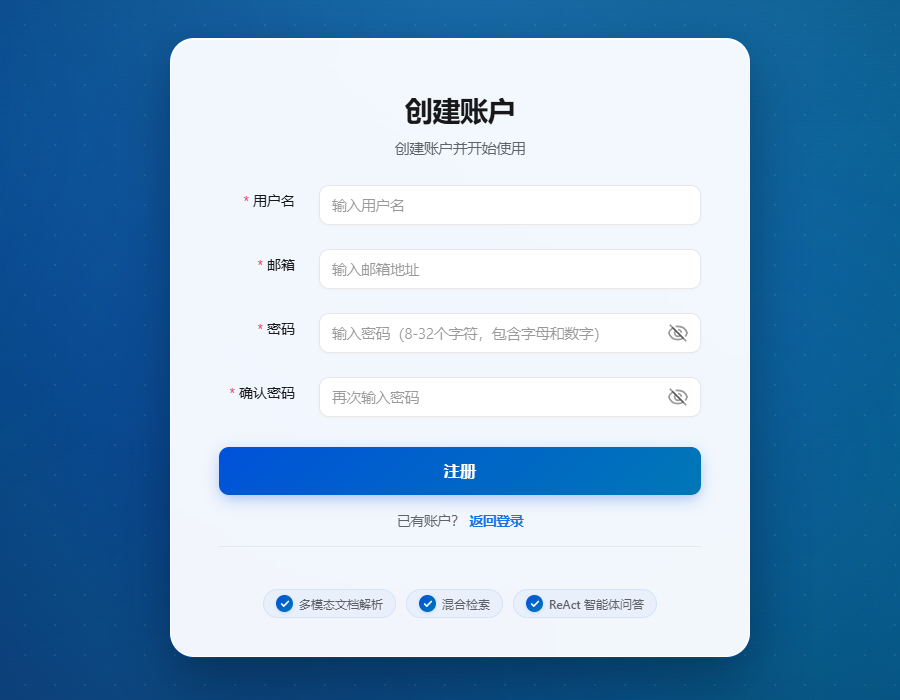 创建账户
创建账户并开始使用
* 用户名
输入用户名
* 邮箱
输入邮箱地址
* 密码
输入密码（8-32个字符，包含字母和数字）
* 确认密码
再次输入密码
注册
已有账户？ 返回登录
多模态文档解析 混合检索 ReAct 智能体问答